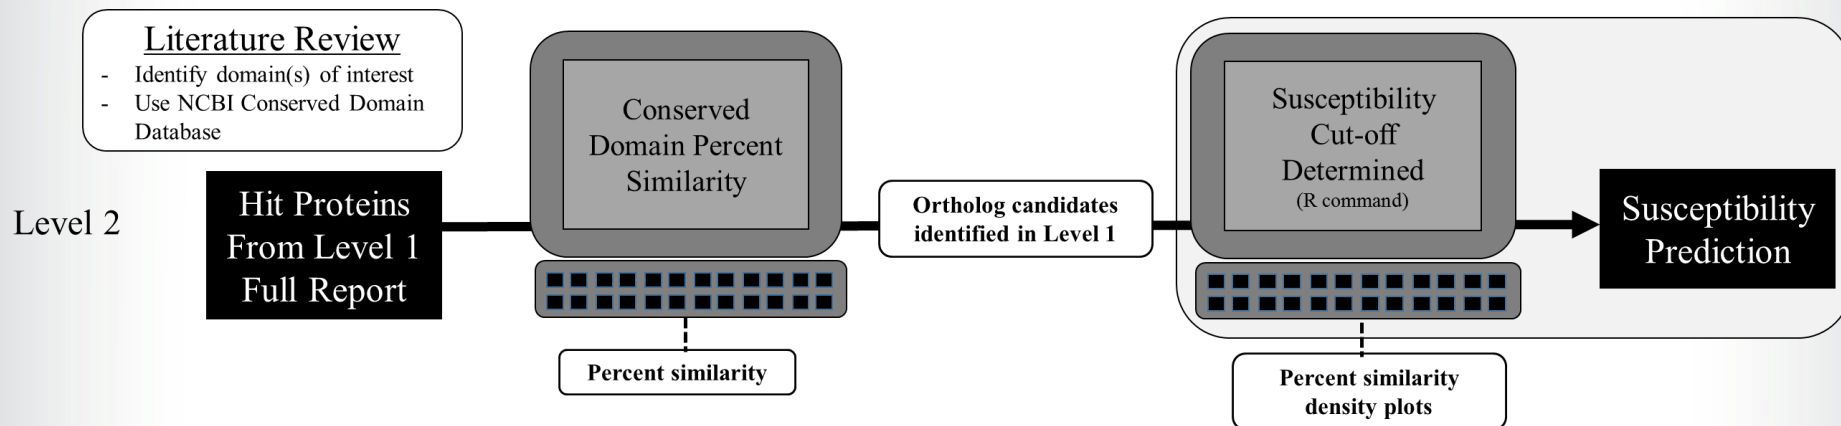 Literature Review
- Identify domain(s) of interest
- Use NCBI Conserved Domain
Database
Level 2
Hit Proteins
From Level 1
Full Report
Conserved
Domain Percent
Similarity
Percent similarity
Ortholog candidates
identified in Level 1
Susceptibility
Cut-off
Determined
(R command)
Percent similarity
density plots
Susceptibility
Prediction